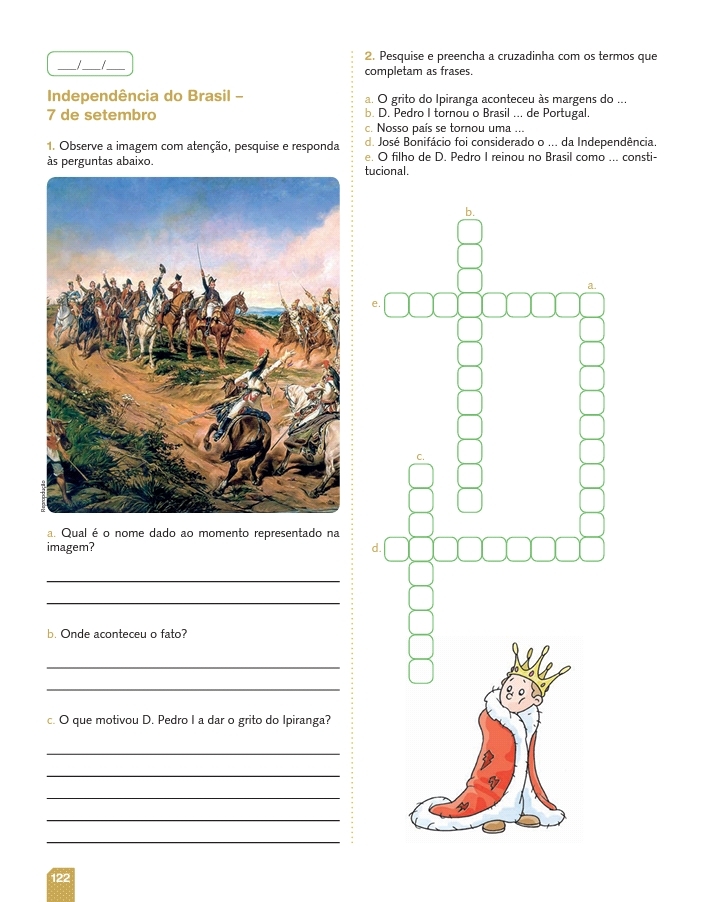 ___/___/___
Independência do Brasil –
7 de setembro
1. Observe a imagem com atenção, pesquise e responda
às perguntas abaixo.
Reprodução
a. Qual é o nome dado ao momento representado na
imagem?
b. Onde aconteceu o fato?
c. O que motivou D. Pedro I a dar o grito do Ipiranga?
2. Pesquise e preencha a cruzadinha com os termos que
completam as frases.
a. O grito do Ipiranga aconteceu às margens do ...
b. D. Pedro I tornou o Brasil ... de Portugal.
c. Nosso país se tornou uma ...
d. José Bonifácio foi considerado o ... da Independência.
e. O filho de D. Pedro I reinou no Brasil como ... consti-
tucional.
b.
a.
e.
c.
d.
122